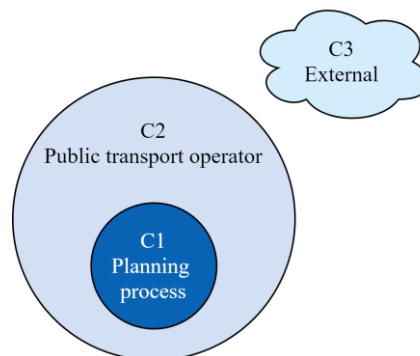 C3
External
C2
Public transport operator
C1
Planning
process